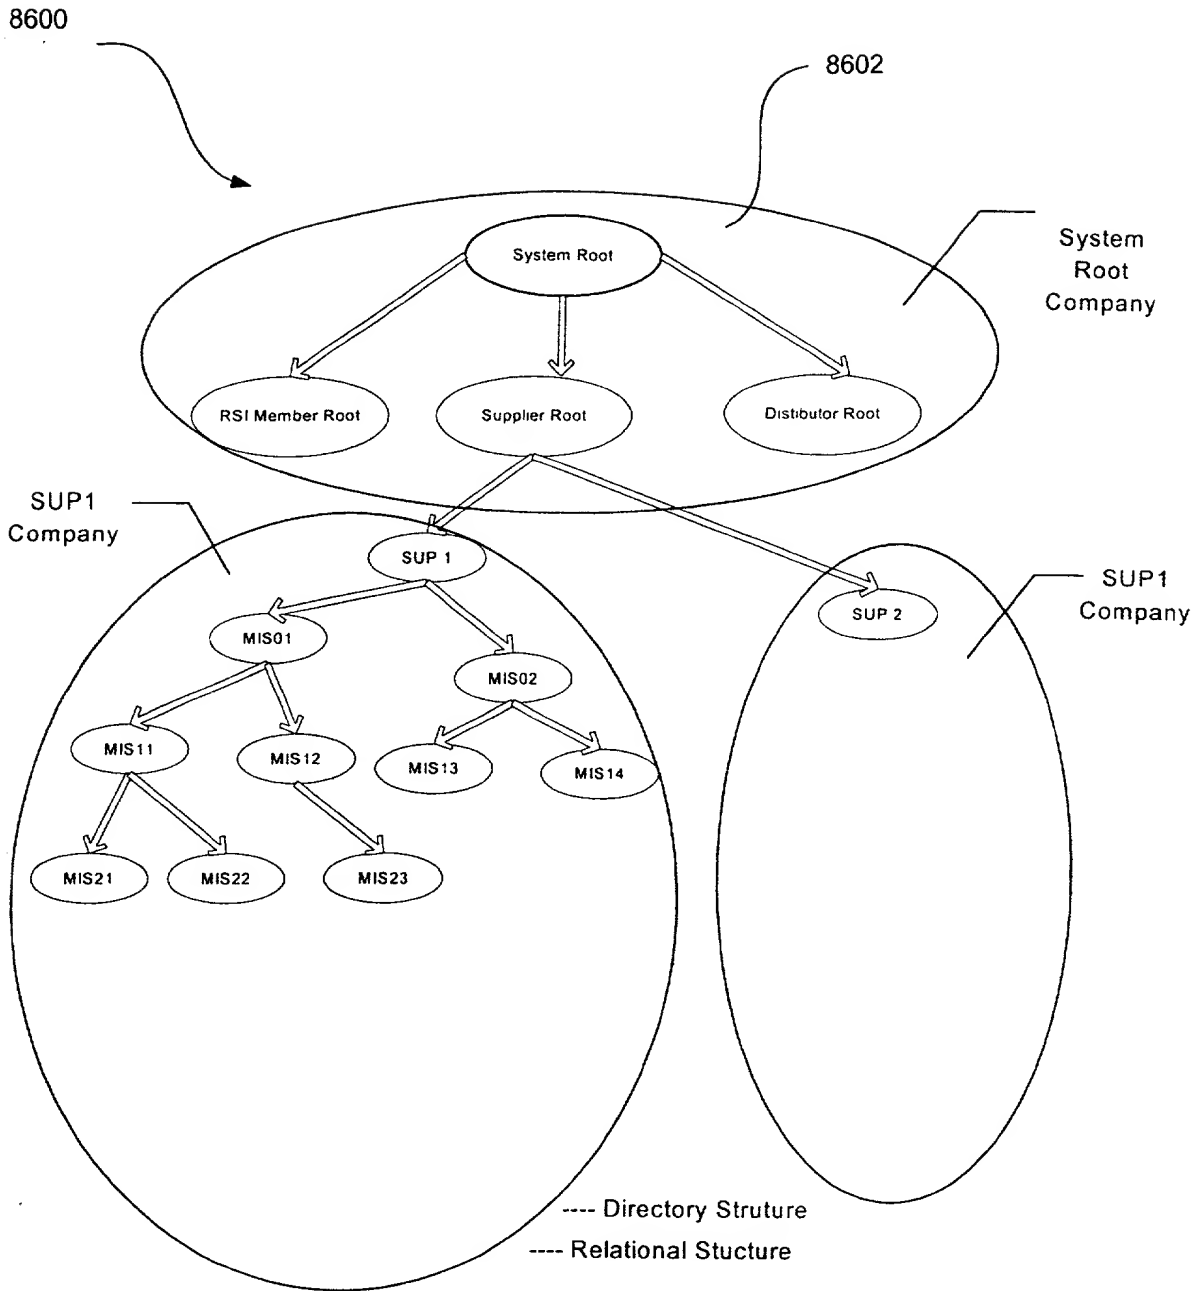 8600
8602
System Root
System
Root
Company
RSI Member Root
Supplier Root
Distibutor Root
SUP1
Company
SUP 1
SUP1
Company
SUP 2
MIS01
MIS02
MIS11
MIS12
MIS13
MIS14
MIS21
MIS22
MIS23
---- Directory Struture
---- Relational Stucture